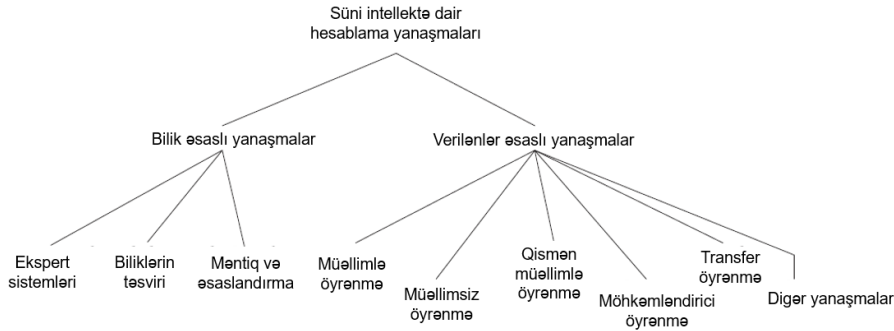 Süni intellektə dair
hesablama yanaşmaları
Bilik əsaslı yanaşmalar
Verilənlər əsaslı yanaşmalar
Ekspert
sistemləri
Biliklərin
təsviri
Məntiq və
əsaslandırma
Müəllimlə
öyrənmə
Müəllimsiz
öyrənmə
Qismən
müəllimlə
öyrənmə
Möhkəmləndirici
öyrənmə
Transfer
öyrənmə
Digər yanaşmalar